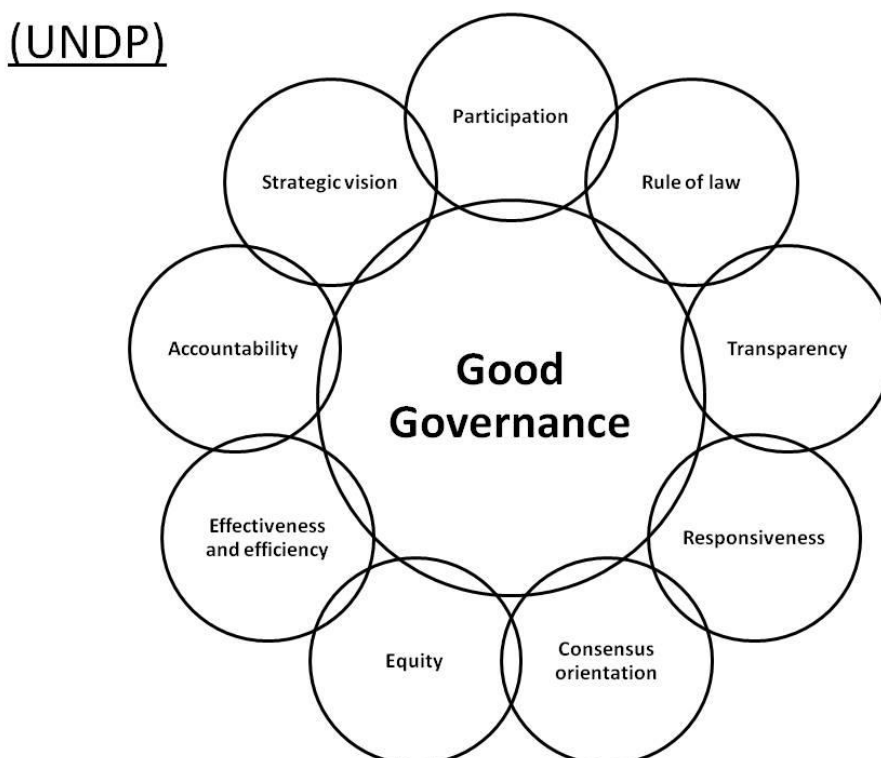 (UNDP)
Participation
Rule of law
Transparency
Responsiveness
Consensus
orientation
Equity
Effectiveness
and efficiency
Accountability
Strategic vision
Good
Governance